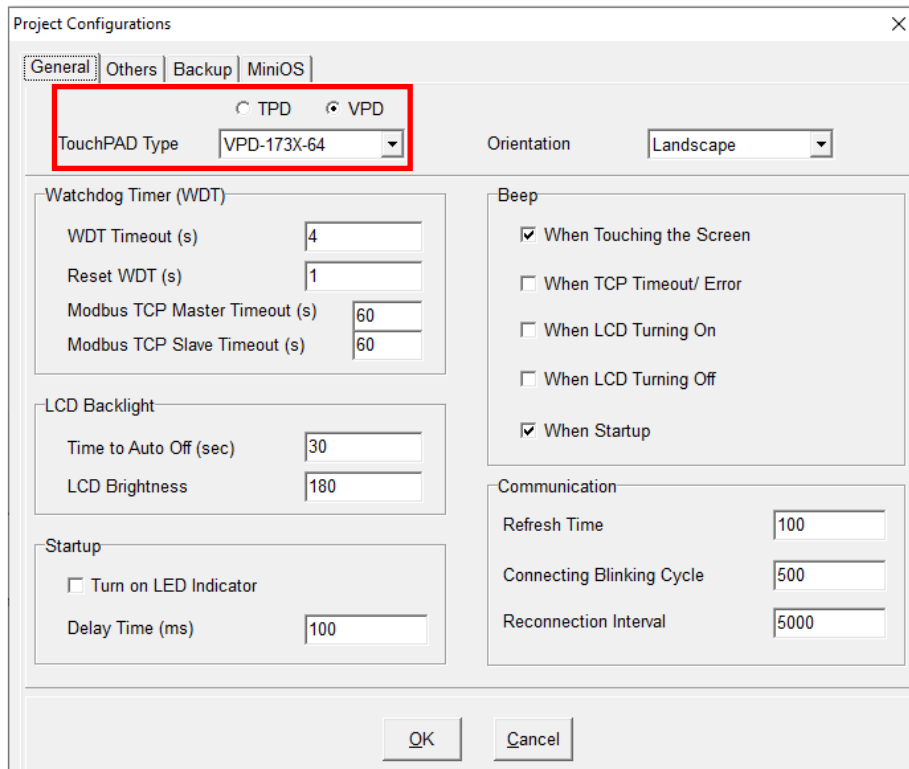 Project Configurations
General Others Backup MiniOS
TPD VPD
TouchPAD Type VPD-173X-64 Orientation Landscape
Watchdog Timer (WDT)
WDT Timeout (s) 4
Reset WDT (s) 1
Modbus TCP Master Timeout (s) 60
Modbus TCP Slave Timeout (s) 60
LCD Backlight
Time to Auto Off (sec) 30
LCD Brightness 180
Startup
Turn on LED Indicator
Delay Time (ms) 100
Beep
When Touching the Screen
When TCP Timeout/ Error
When LCD Turning On
When LCD Turning Off
When Startup
Communication
Refresh Time 100
Connecting Blinking Cycle 500
Reconnection Interval 5000
OK Cancel